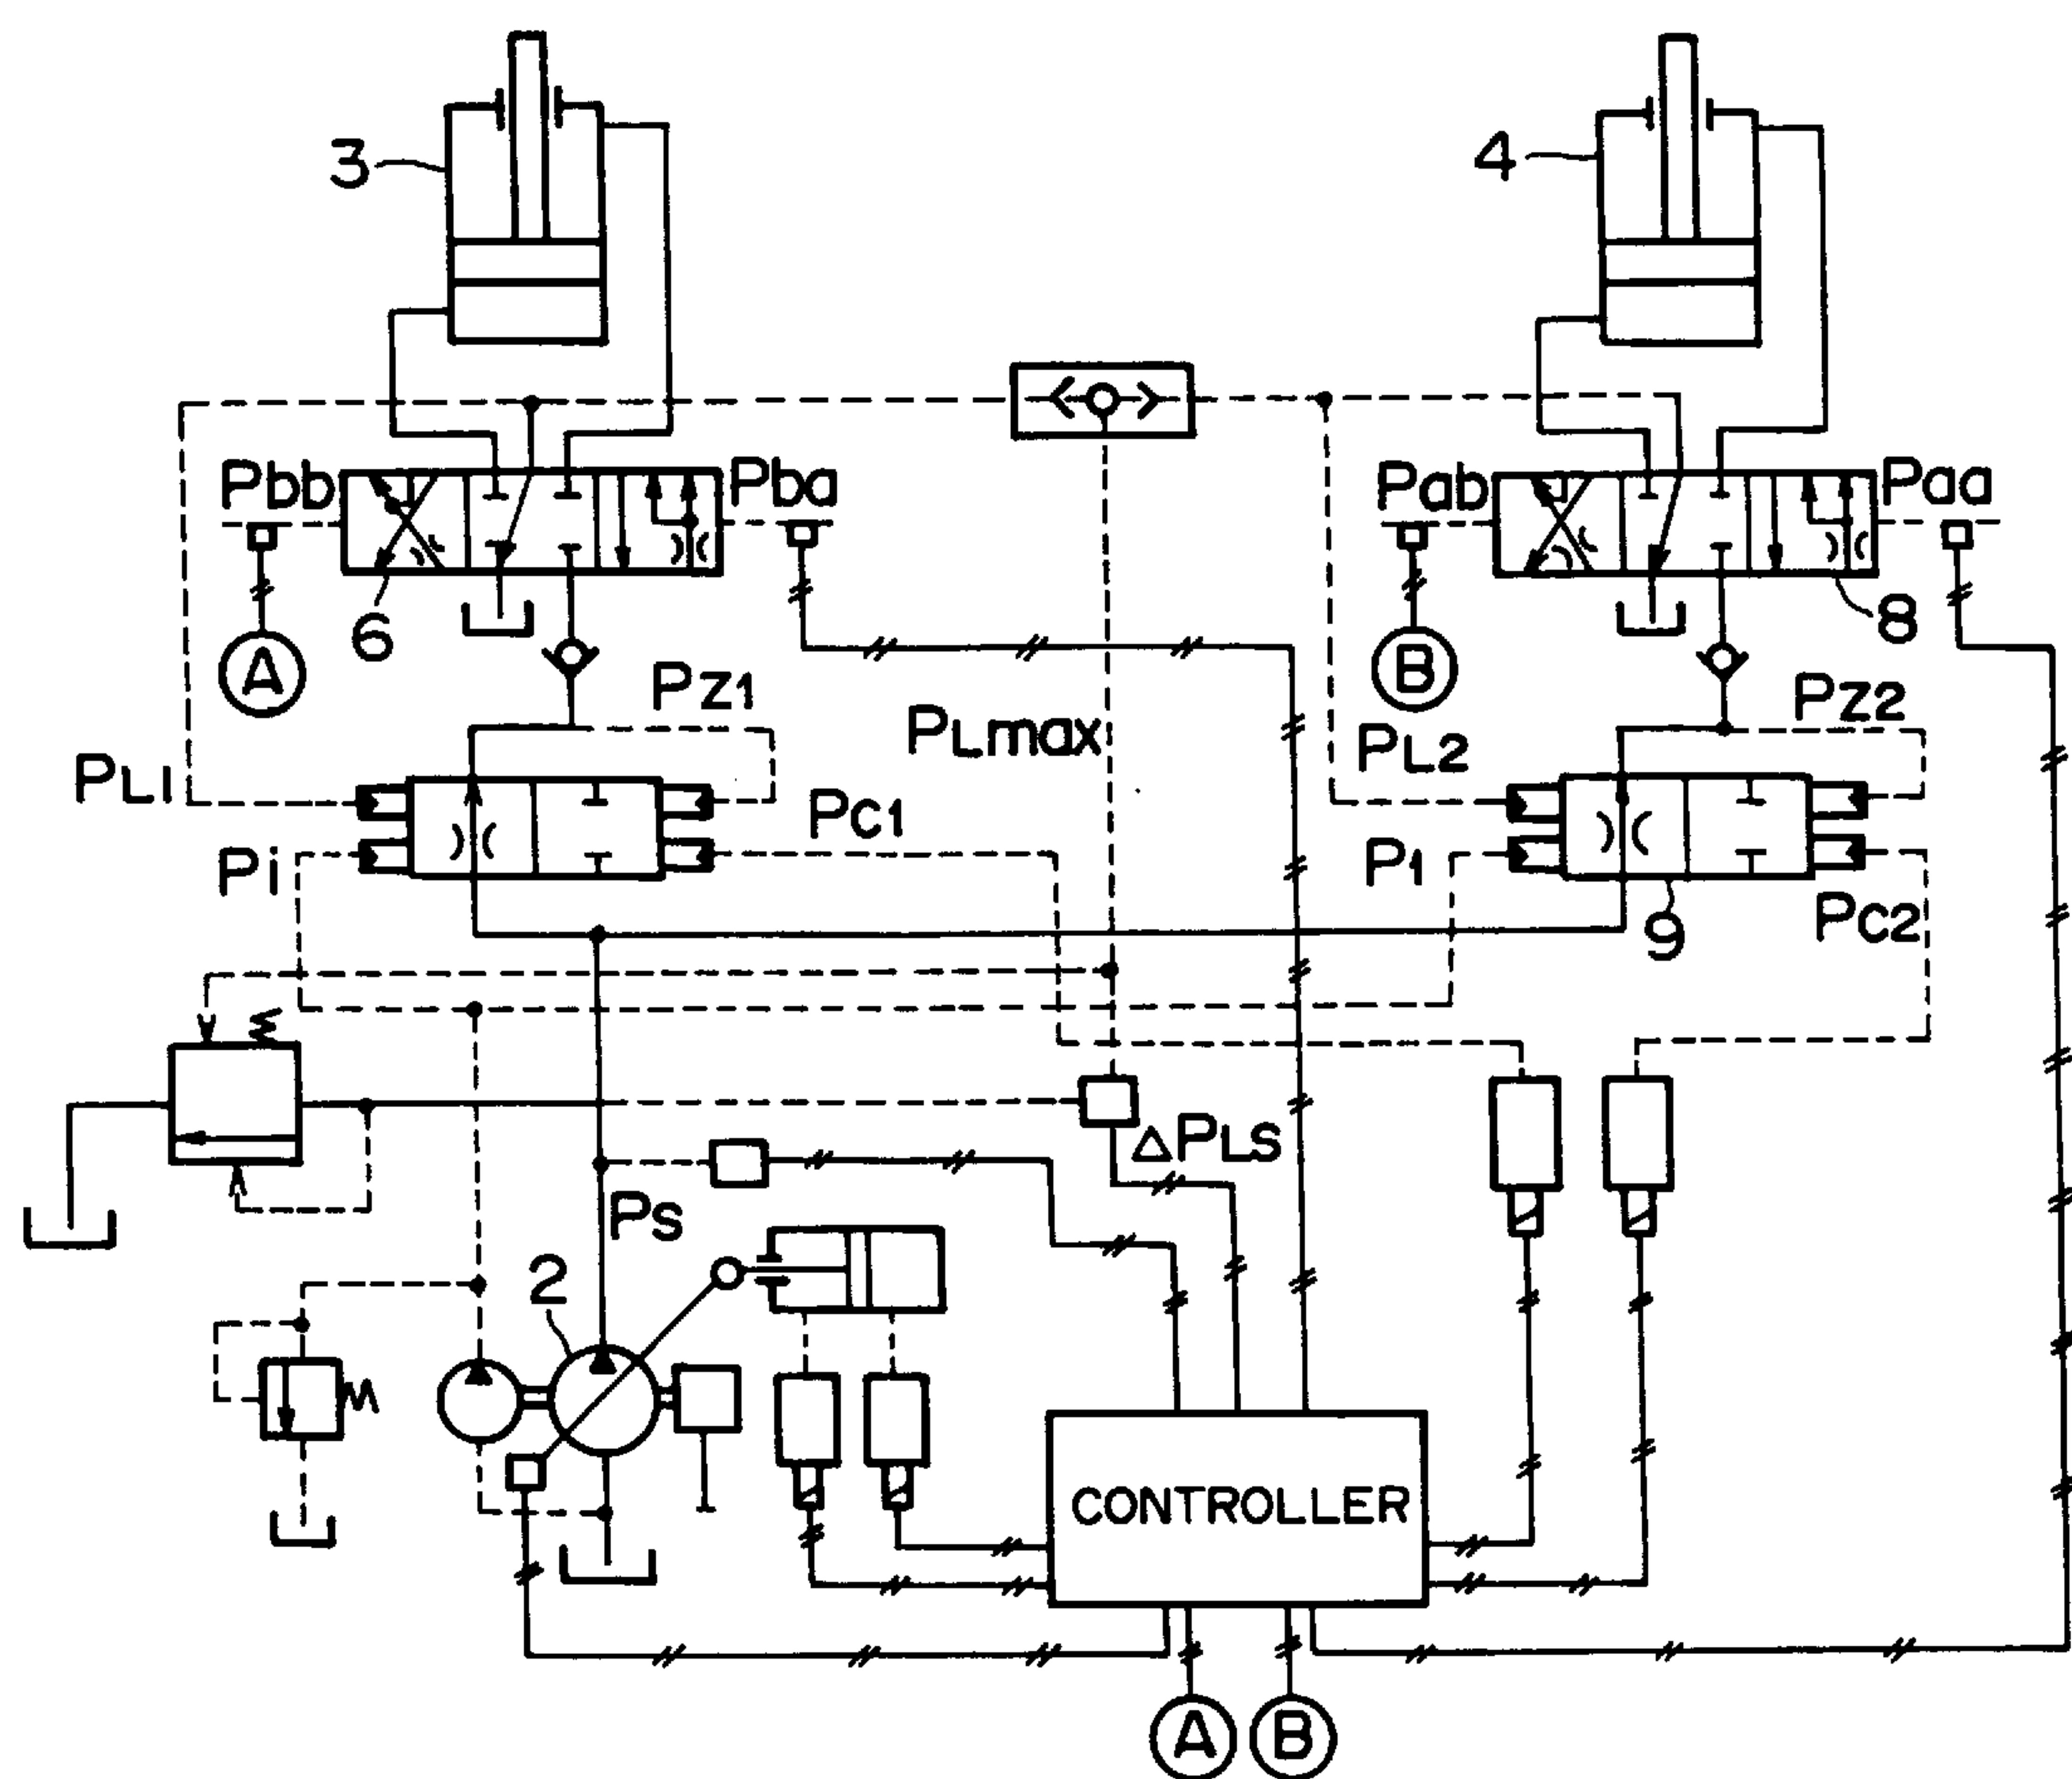 3
4
Pbb
Pba
Pab
Paa
6
8
A
B
PZ1
PZ2
PLmax
PL1
PL2
PC1
Pi
P1
9
PC2
ΔPLS
PS
2
CONTROLLER
A
B